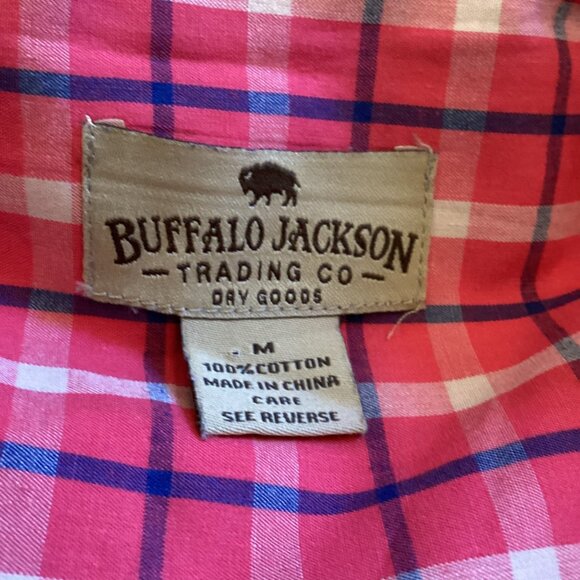 BUFFALO JACKSON
TRADING CO
DRY GOODS
M
100% COTTON
MADE IN CHINA
CARE
SEE REVERSE